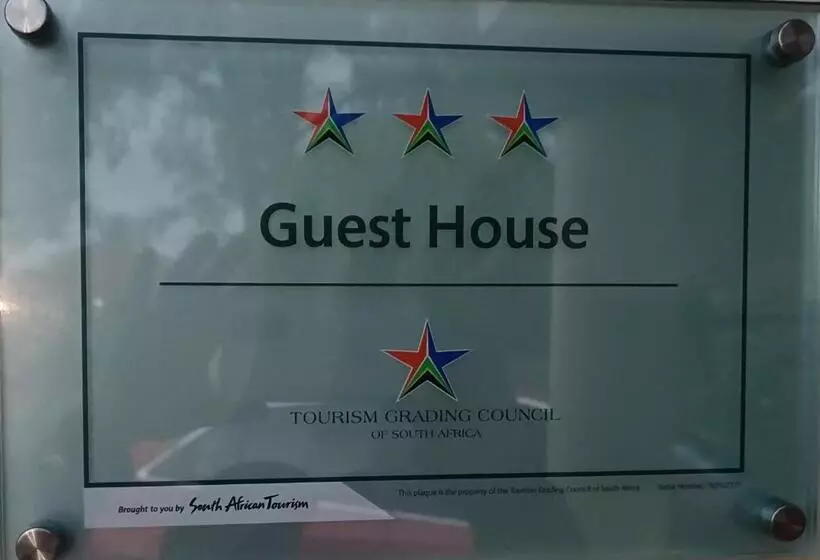 Guest House
TOURISM GRADING COUNCIL
OF SOUTH AFRICA
This plaque is the property of the Tourism Grading Council of South Africa
Brought to you by South African Tourism